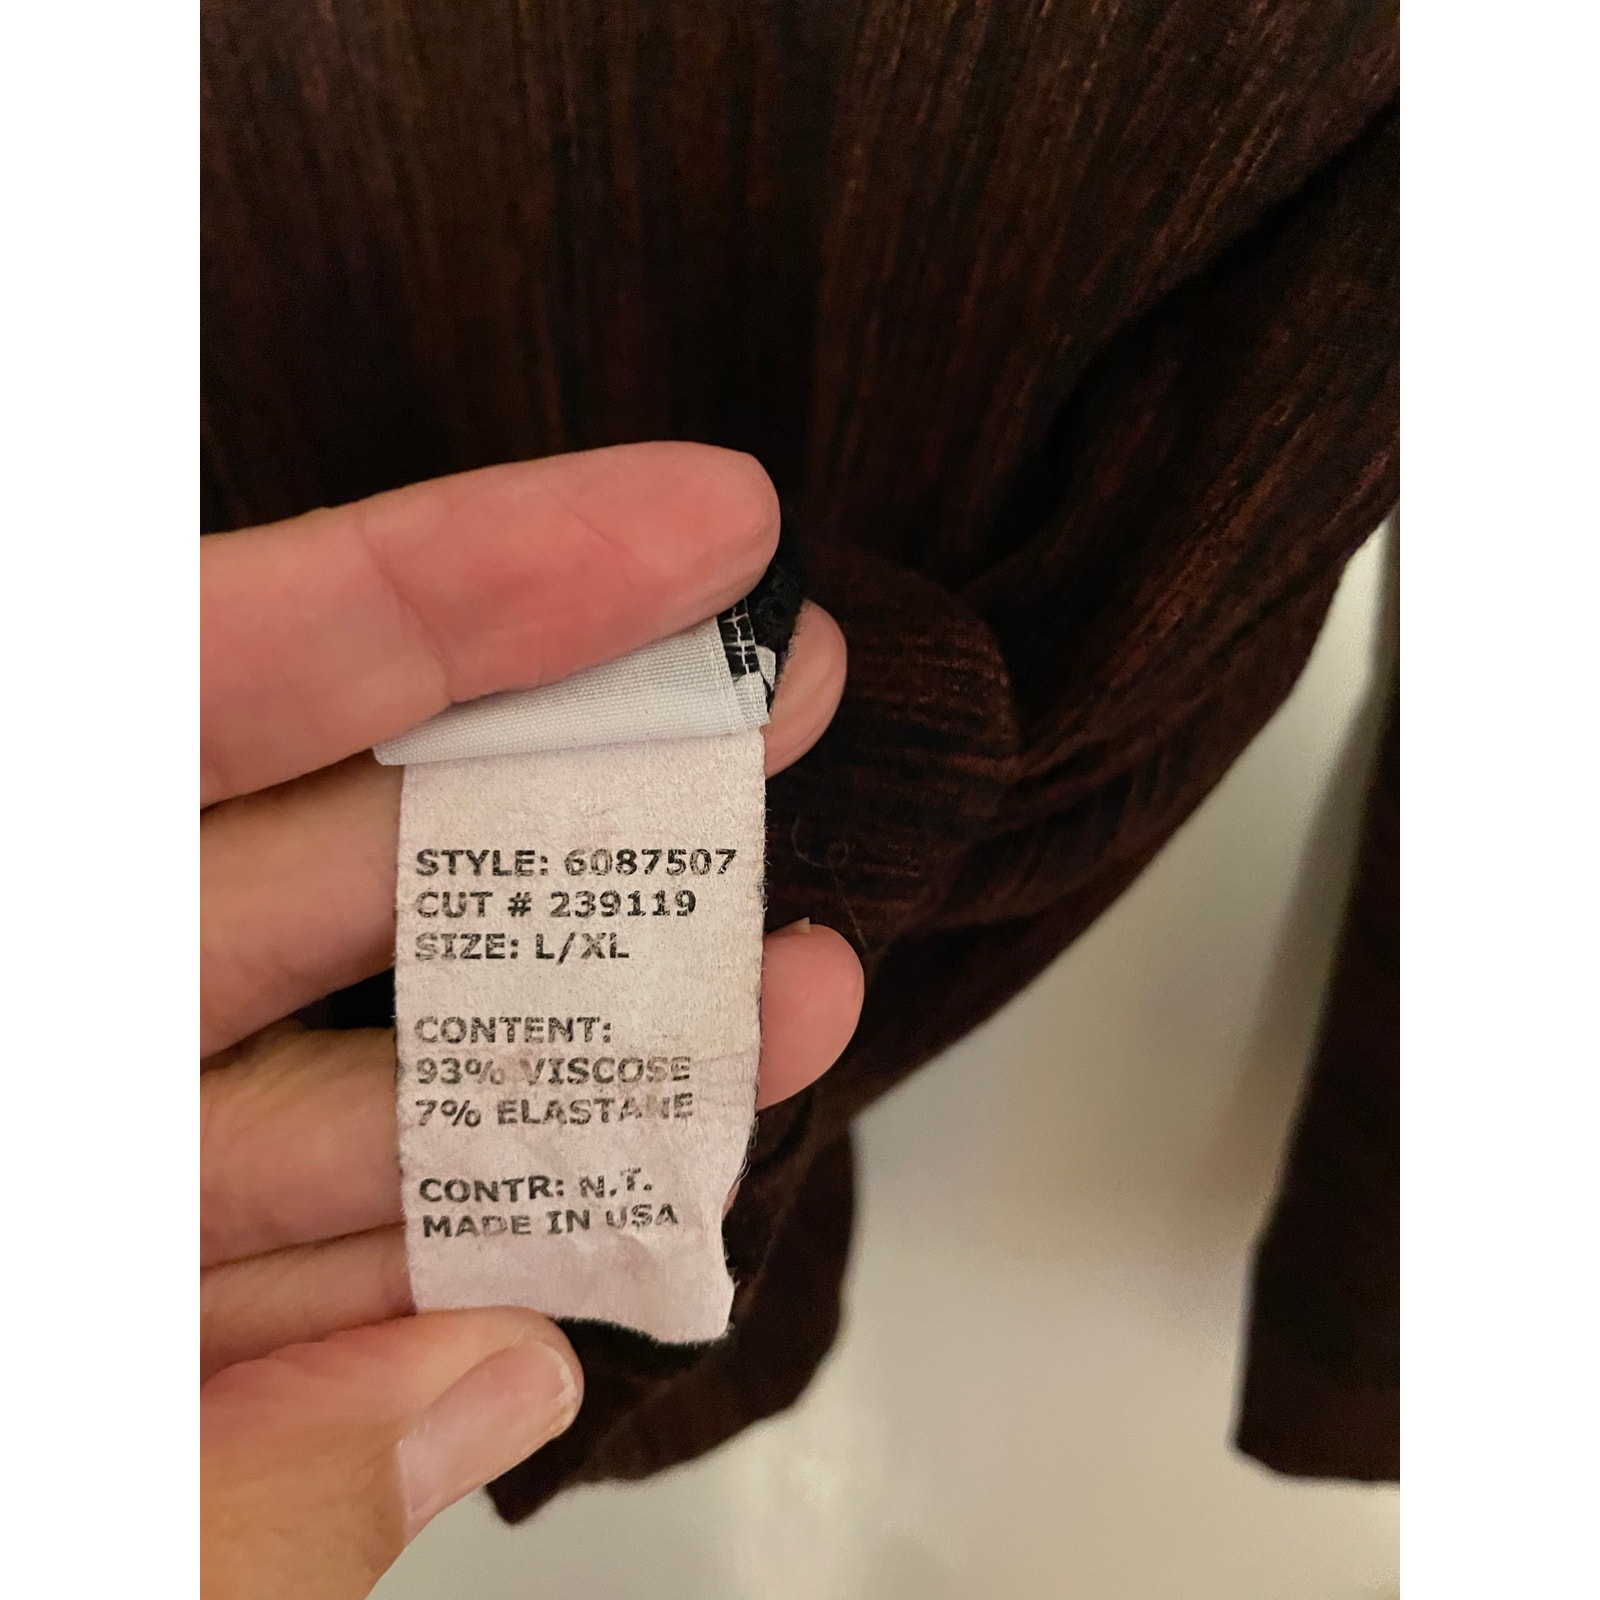 STYLE: 6087507
CUT # 239119
SIZE: L/XL
CONTENT:
93% VISCOSE
7% ELASTANE
CONTR: N.T.
MADE IN USA